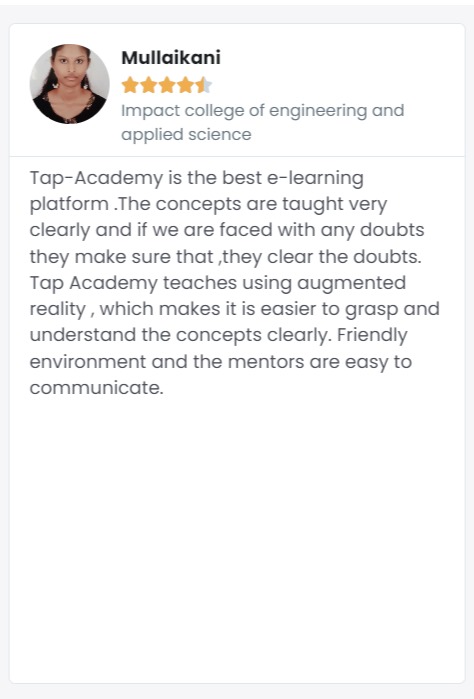 Mullaikani
Impact college of engineering and
applied science
Tap-Academy is the best e-learning
platform .The concepts are taught very
clearly and if we are faced with any doubts
they make sure that ,they clear the doubts.
Tap Academy teaches using augmented
reality , which makes it is easier to grasp and
understand the concepts clearly. Friendly
environment and the mentors are easy to
communicate.